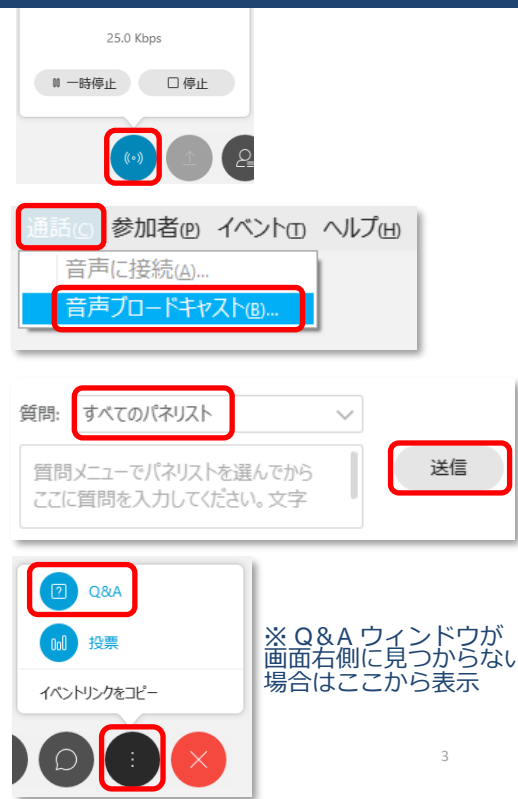 25.0 Kbps
一時停止 停止
通話(C) 参加者(P) イベント(T) ヘルプ(H)
音声に接続(A)...
音声ブロードキャスト(B)...
質問: すべてのパネリスト
質問メニューでパネリストを選んでから
ここに質問を入力してください。文字
送信
Q&A
投票
イベントリンクをコピー
※ Q&A ウィンドウが
画面右側に見つからない
場合はここから表示
3